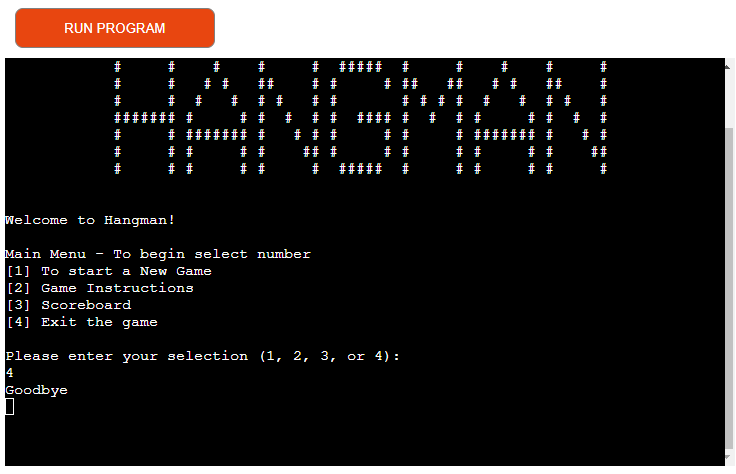 RUN PROGRAM
HANGMAN
Welcome to Hangman!
Main Menu - To begin select number
[1] To start a New Game
[2] Game Instructions
[3] Scoreboard
[4] Exit the game
Please enter your selection (1, 2, 3, or 4):
4
Goodbye